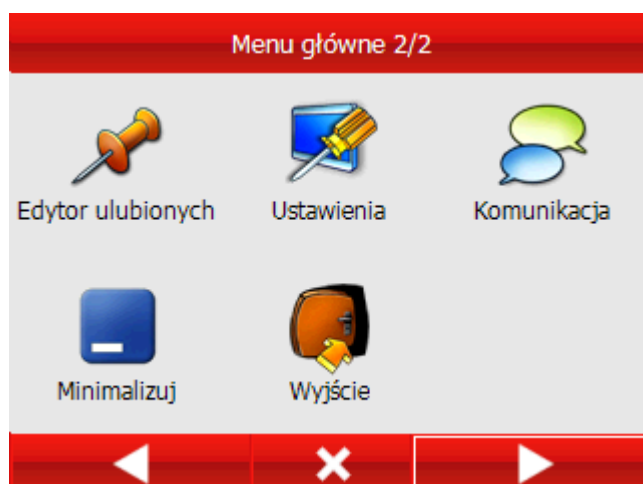 Menu główne 2/2
Edytor ulubionych
Ustawienia
Komunikacja
Minimalizuj
Wyjście